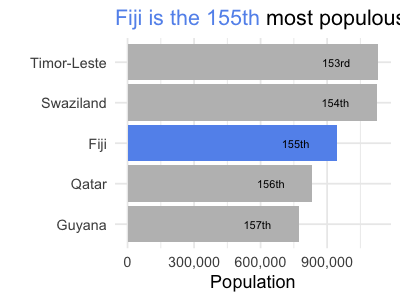 Fiji is the 155th most populous
Timor-Leste 153rd
Swaziland 154th
Fiji 155th
Qatar 156th
Guyana 157th
0 300,000 600,000 900,000
Population